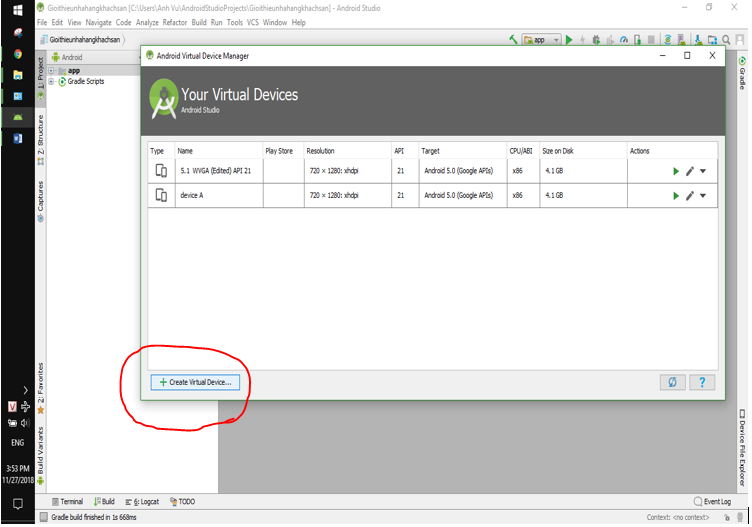 Gioithieunhahangkhachsan [C:\Users\Anh Vu\AndroidStudioProjects\Gioithieunhahangkhachsan] - Android Studio
File Edit View Navigate Code Analyze Refactor Build Run Tools VCS Window Help
Gioithieunhahangkhachsan
app
Android
app
Gradle Scripts
1: Project
Z: Structure
Captures
2: Favorites
Build Variants
Gradle
Device File Explorer
Android Virtual Device Manager
Your Virtual Devices
Android Studio
Type Name Play Store Resolution API Target CPU/ABI Size on Disk Actions
5.1 WVGA (Edited) API 21 720 × 1280: xhdpi 21 Android 5.0 (Google APIs) x86 4.1 GB
device A 720 × 1280: xhdpi 21 Android 5.0 (Google APIs) x86 4.1 GB
+ Create Virtual Device...
?
V
ENG
3:53 PM
11/27/2018
Terminal Build 6: Logcat TODO Event Log
Gradle build finished in 1s 668ms Context: <no context>